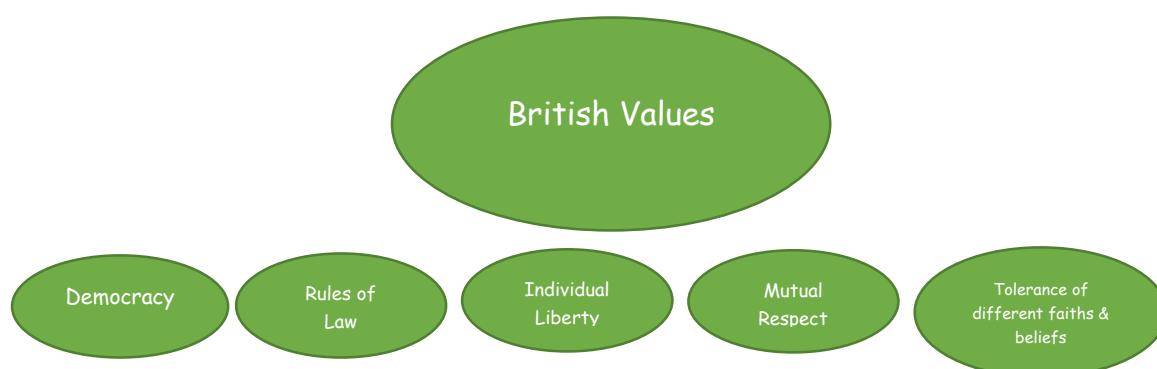 British Values
Democracy
Rules of
Law
Individual
Liberty
Mutual
Respect
Tolerance of
different faiths &
beliefs